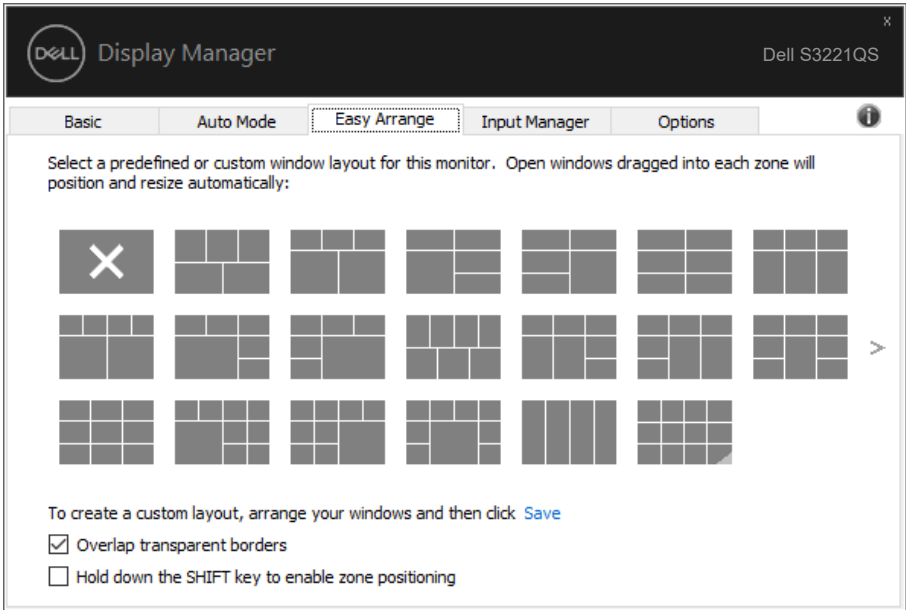 x
DELL Display Manager
Dell S3221QS
Basic Auto Mode Easy Arrange Input Manager Options i
Select a predefined or custom window layout for this monitor. Open windows dragged into each zone will
position and resize automatically:
>
To create a custom layout, arrange your windows and then click Save
Overlap transparent borders
Hold down the SHIFT key to enable zone positioning